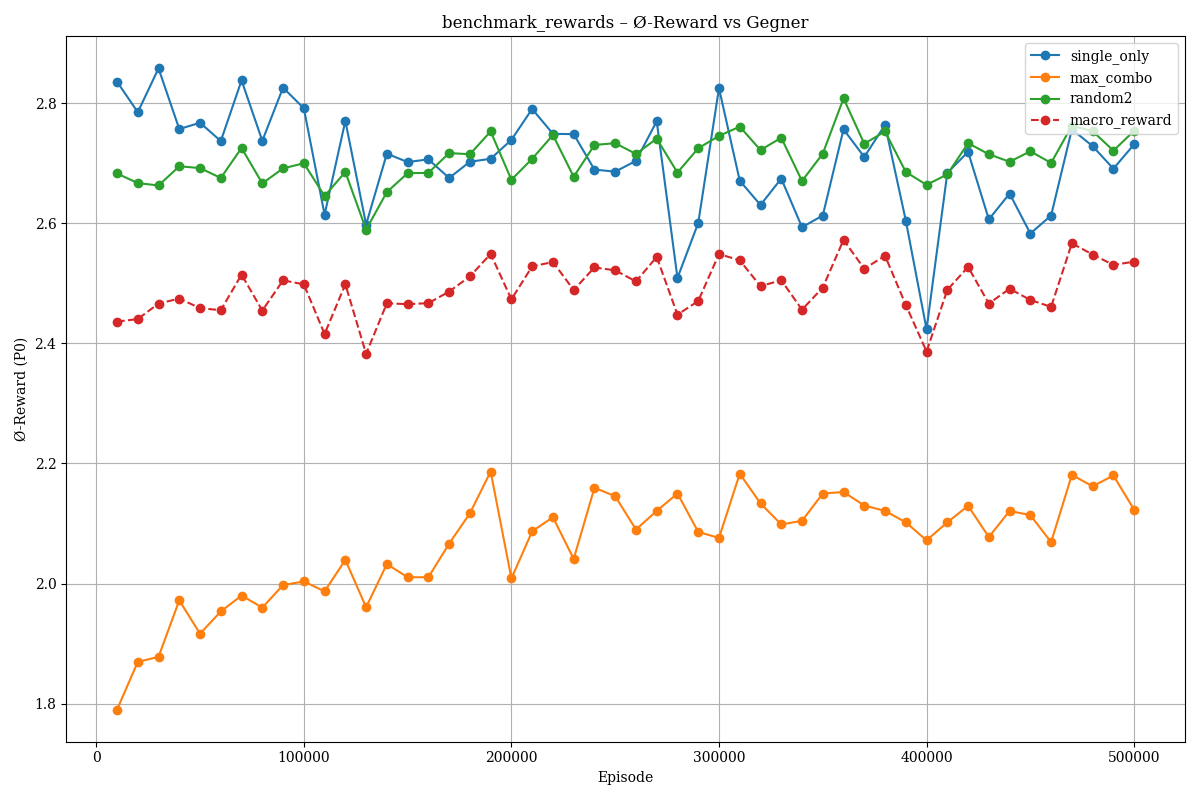 benchmark_rewards – Ø-Reward vs Gegner
single_only
max_combo
random2
macro_reward
Ø-Reward (P0)
2.8
2.6
2.4
2.2
2.0
1.8
0 100000 200000 300000 400000 500000
Episode